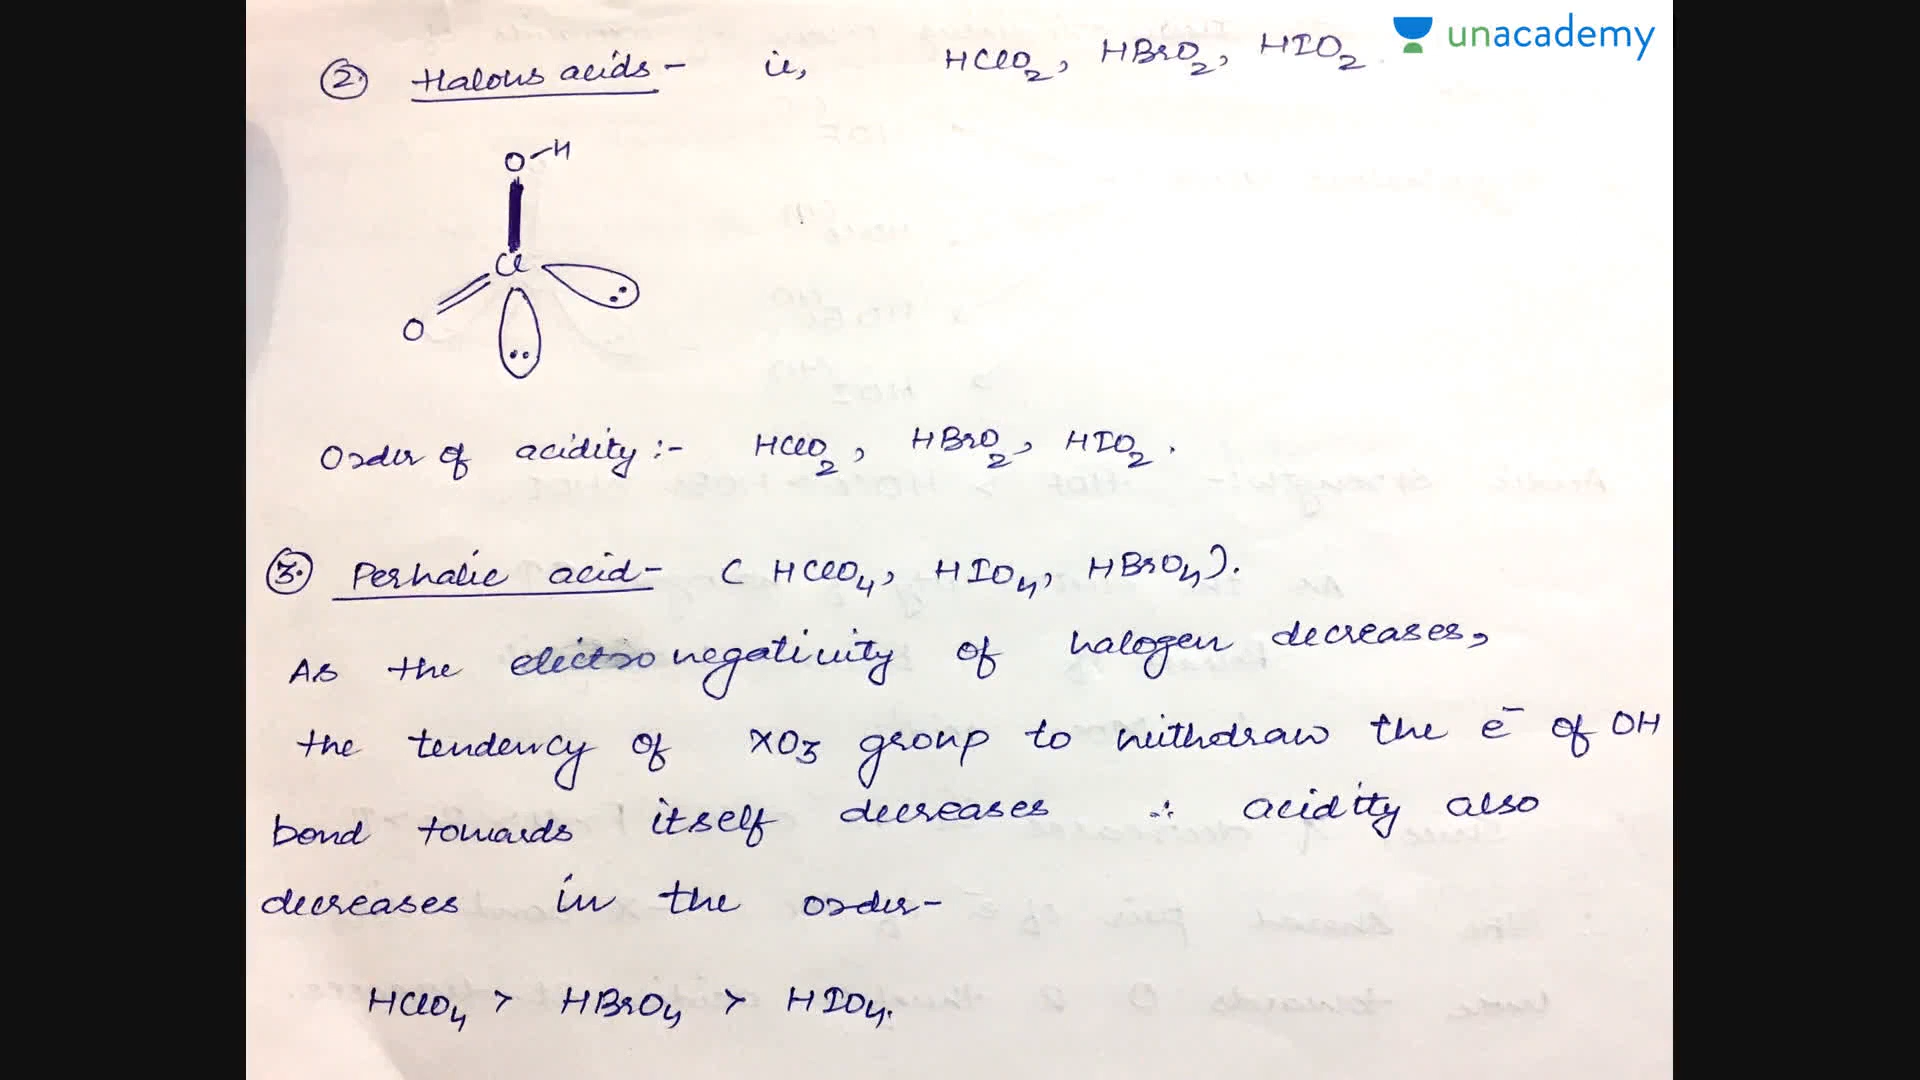 unacademy
② Halous acids - ie, HClO2, HBrO2, HIO2.
O-H
Cl
O
Order of acidity :- HClO2, HBrO2, HIO2.
③. Perhalic acid - ( HClO4, HIO4, HBrO4).
As the electronegativity of halogen decreases,
the tendency of XO3 group to withdraw the e⁻ of OH
bond towards itself decreases ∴ acidity also
decreases in the order-
HClO4 > HBrO4 > HIO4.